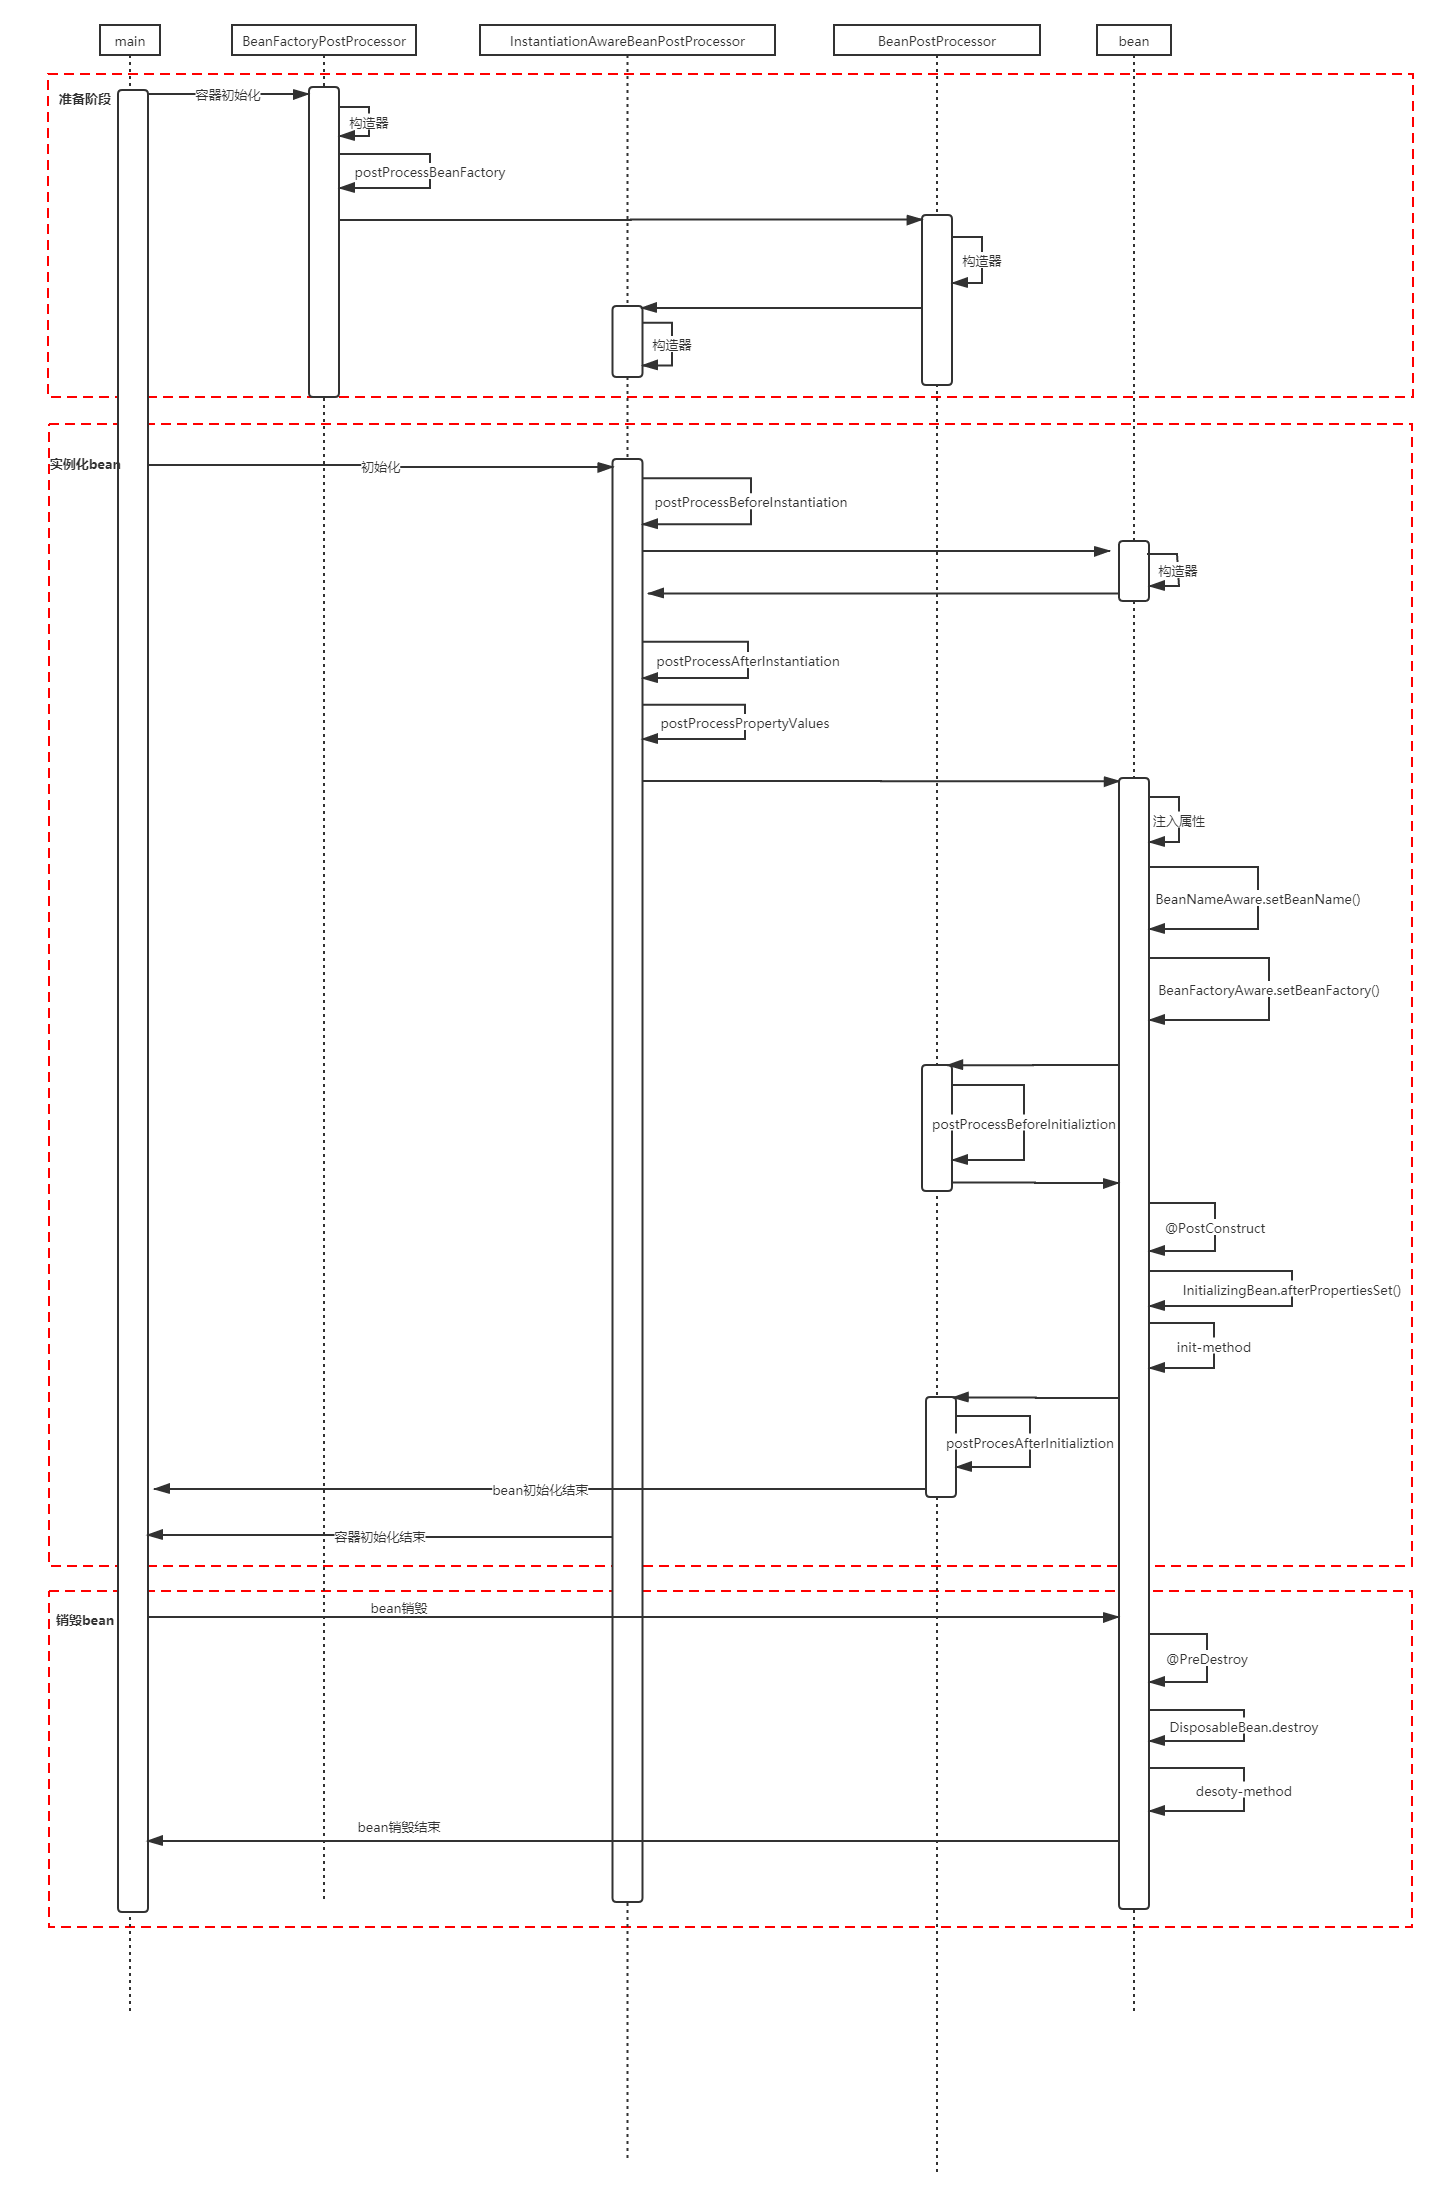 main
BeanFactoryPostProcessor
InstantiationAwareBeanPostProcessor
BeanPostProcessor
bean
准备阶段
容器初始化
构造器
postProcessBeanFactory
构造器
构造器
实例化bean
初始化
postProcessBeforeInstantiation
构造器
postProcessAfterInstantiation
postProcessPropertyValues
注入属性
BeanNameAware.setBeanName()
BeanFactoryAware.setBeanFactory()
postProcessBeforeInitializtion
@PostConstruct
InitializingBean.afterPropertiesSet()
init-method
postProcesAfterInitializtion
bean初始化结束
容器初始化结束
bean销毁
销毁bean
@PreDestroy
DisposableBean.destroy
desoty-method
bean销毁结束